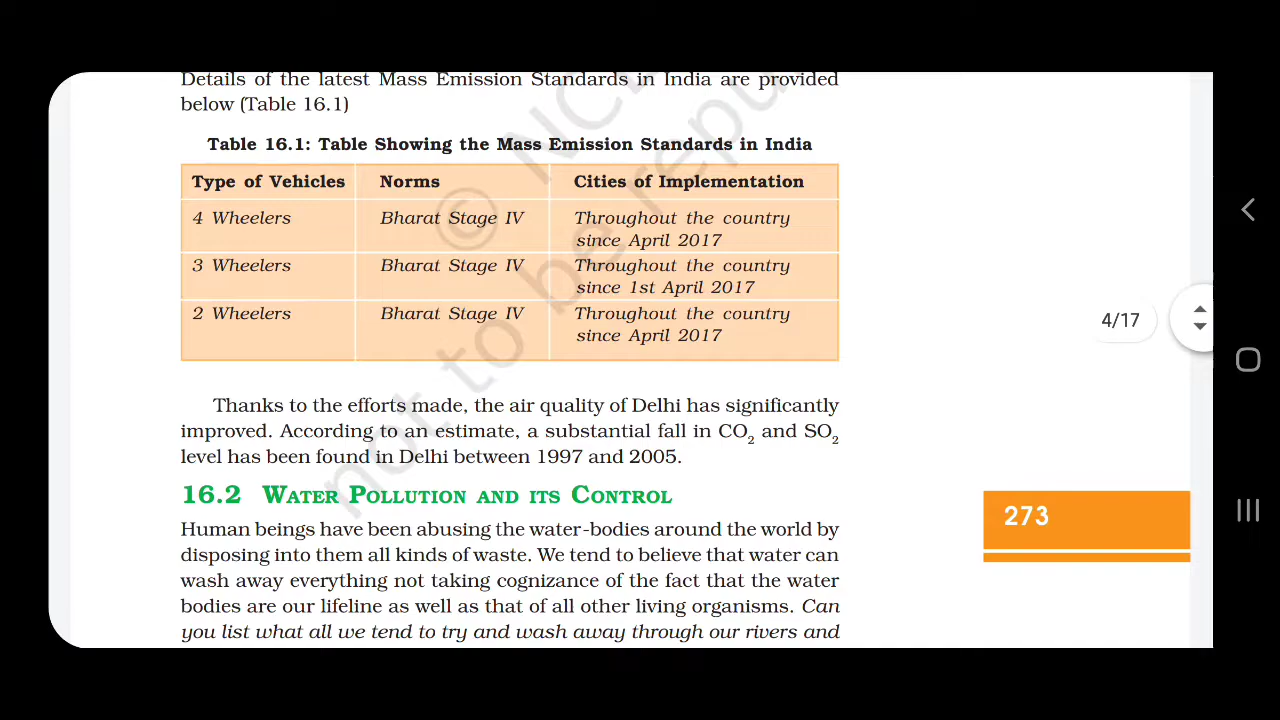 Details of the latest Mass Emission Standards in India are provided
below (Table 16.1)
Table 16.1: Table Showing the Mass Emission Standards in India
Type of Vehicles Norms Cities of Implementation
4 Wheelers Bharat Stage IV Throughout the country
since April 2017
3 Wheelers Bharat Stage IV Throughout the country
since 1st April 2017
2 Wheelers Bharat Stage IV Throughout the country
since April 2017
Thanks to the efforts made, the air quality of Delhi has significantly
improved. According to an estimate, a substantial fall in CO₂ and SO₂
level has been found in Delhi between 1997 and 2005.
16.2 WATER POLLUTION AND ITS CONTROL
Human beings have been abusing the water-bodies around the world by
disposing into them all kinds of waste. We tend to believe that water can
wash away everything not taking cognizance of the fact that the water
bodies are our lifeline as well as that of all other living organisms. Can
you list what all we tend to try and wash away through our rivers and
4/17
273
© NC
not to be repu